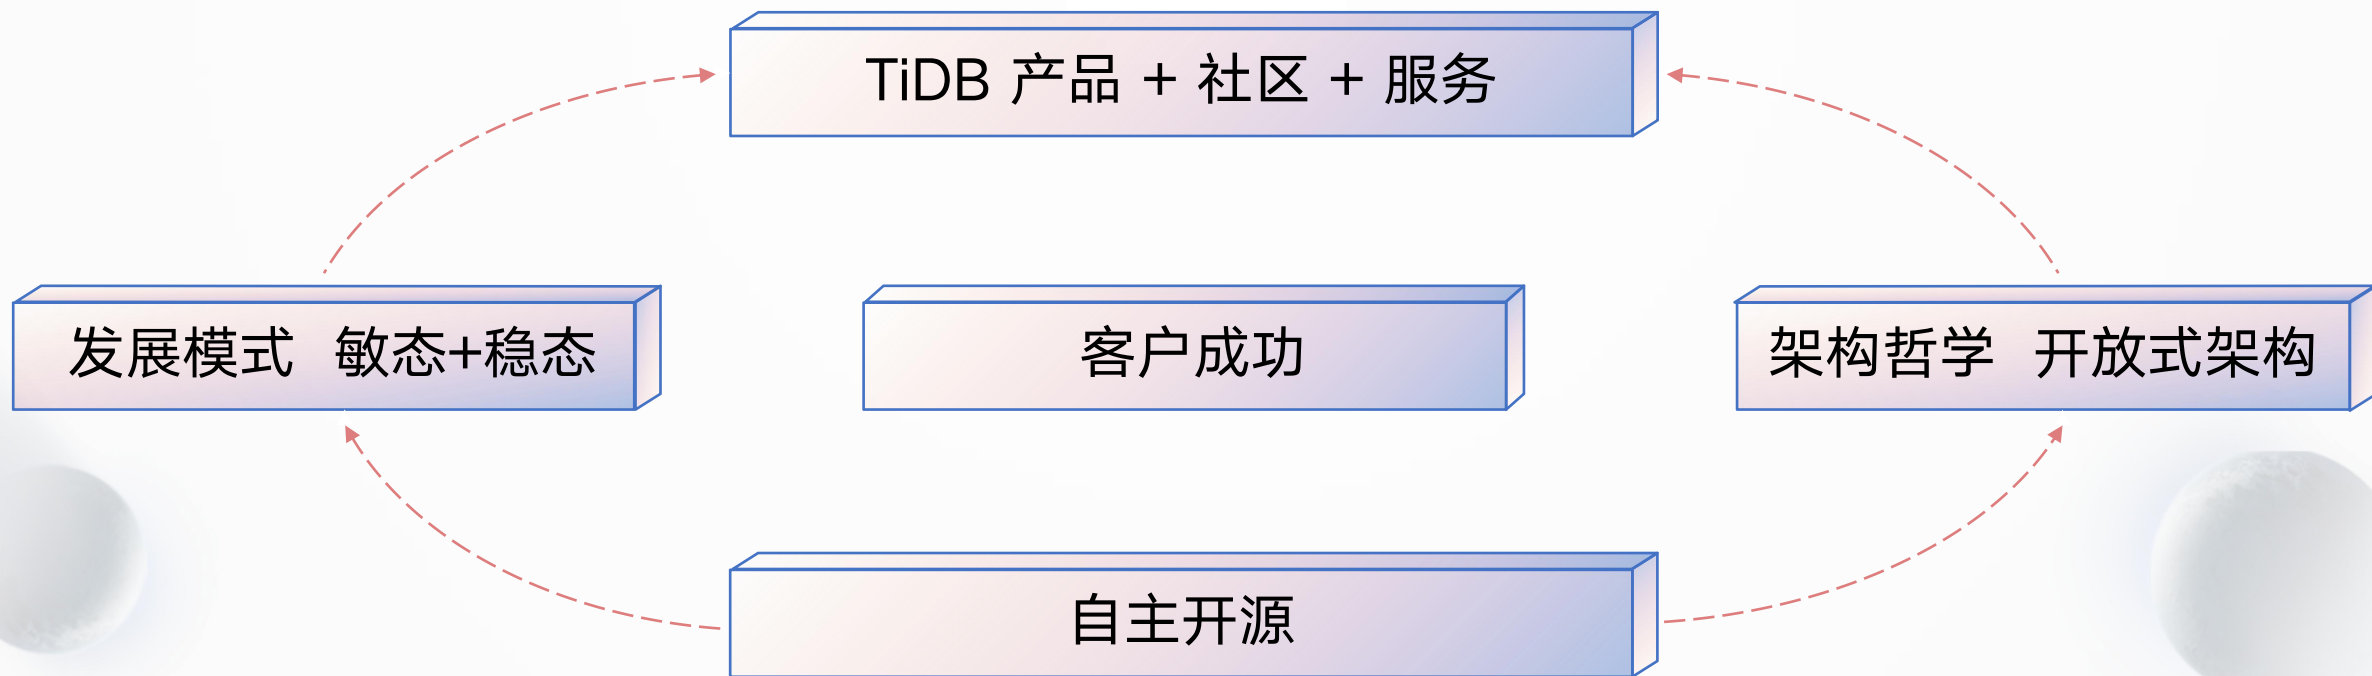 TiDB 产品 + 社区 + 服务
发展模式 敏态+稳态
客户成功
架构哲学 开放式架构
自主开源